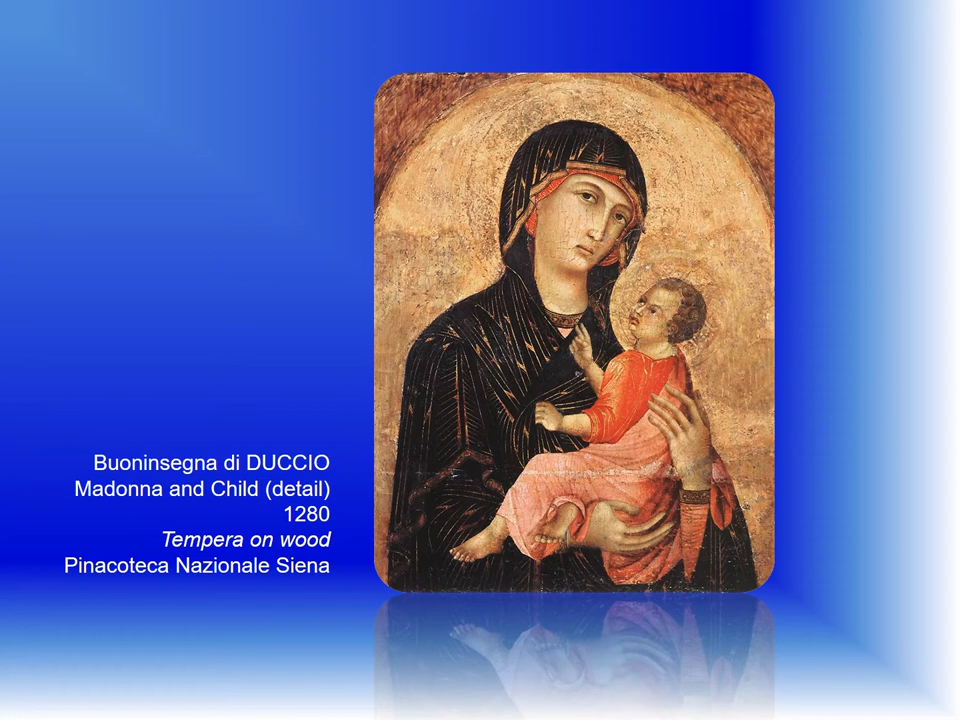 Buoninsegna di DUCCIO
Madonna and Child (detail)
1280
Tempera on wood
Pinacoteca Nazionale Siena